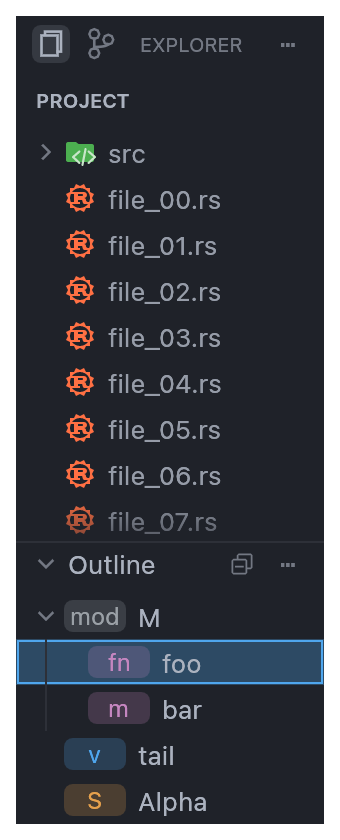 EXPLORER
PROJECT
src
file_00.rs
file_01.rs
file_02.rs
file_03.rs
file_04.rs
file_05.rs
file_06.rs
file_07.rs
Outline
mod M
fn foo
m bar
v tail
S Alpha